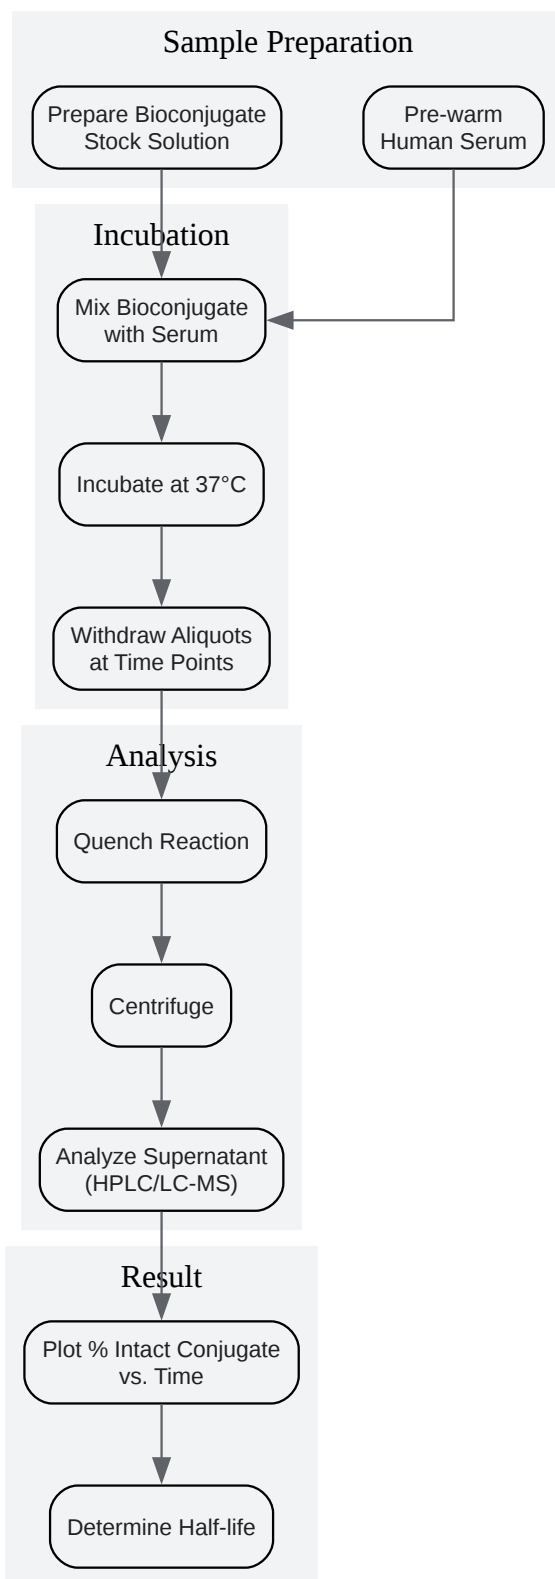 Sample Preparation
Prepare Bioconjugate
Stock Solution
Pre-warm
Human Serum
Incubation
Mix Bioconjugate
with Serum
Incubate at 37°C
Withdraw Aliquots
at Time Points
Analysis
Quench Reaction
Centrifuge
Analyze Supernatant
(HPLC/LC-MS)
Result
Plot % Intact Conjugate
vs. Time
Determine Half-life